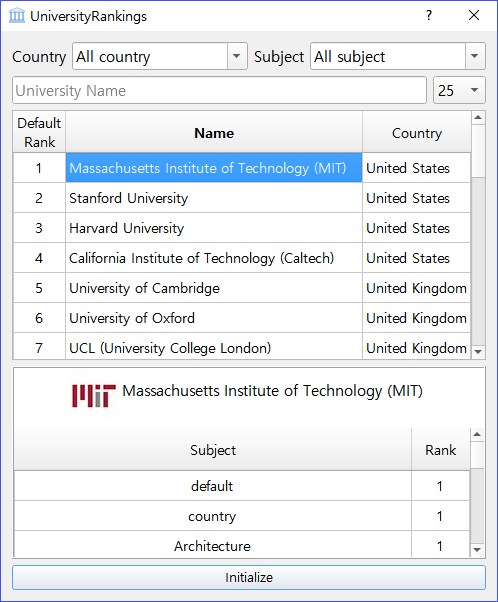 UniversityRankings
Country All country Subject All subject
University Name 25
Default Rank Name Country
1 Massachusetts Institute of Technology (MIT) United States
2 Stanford University United States
3 Harvard University United States
4 California Institute of Technology (Caltech) United States
5 University of Cambridge United Kingdom
6 University of Oxford United Kingdom
7 UCL (University College London) United Kingdom
MIT Massachusetts Institute of Technology (MIT)
Subject Rank
default 1
country 1
Architecture 1
Initialize